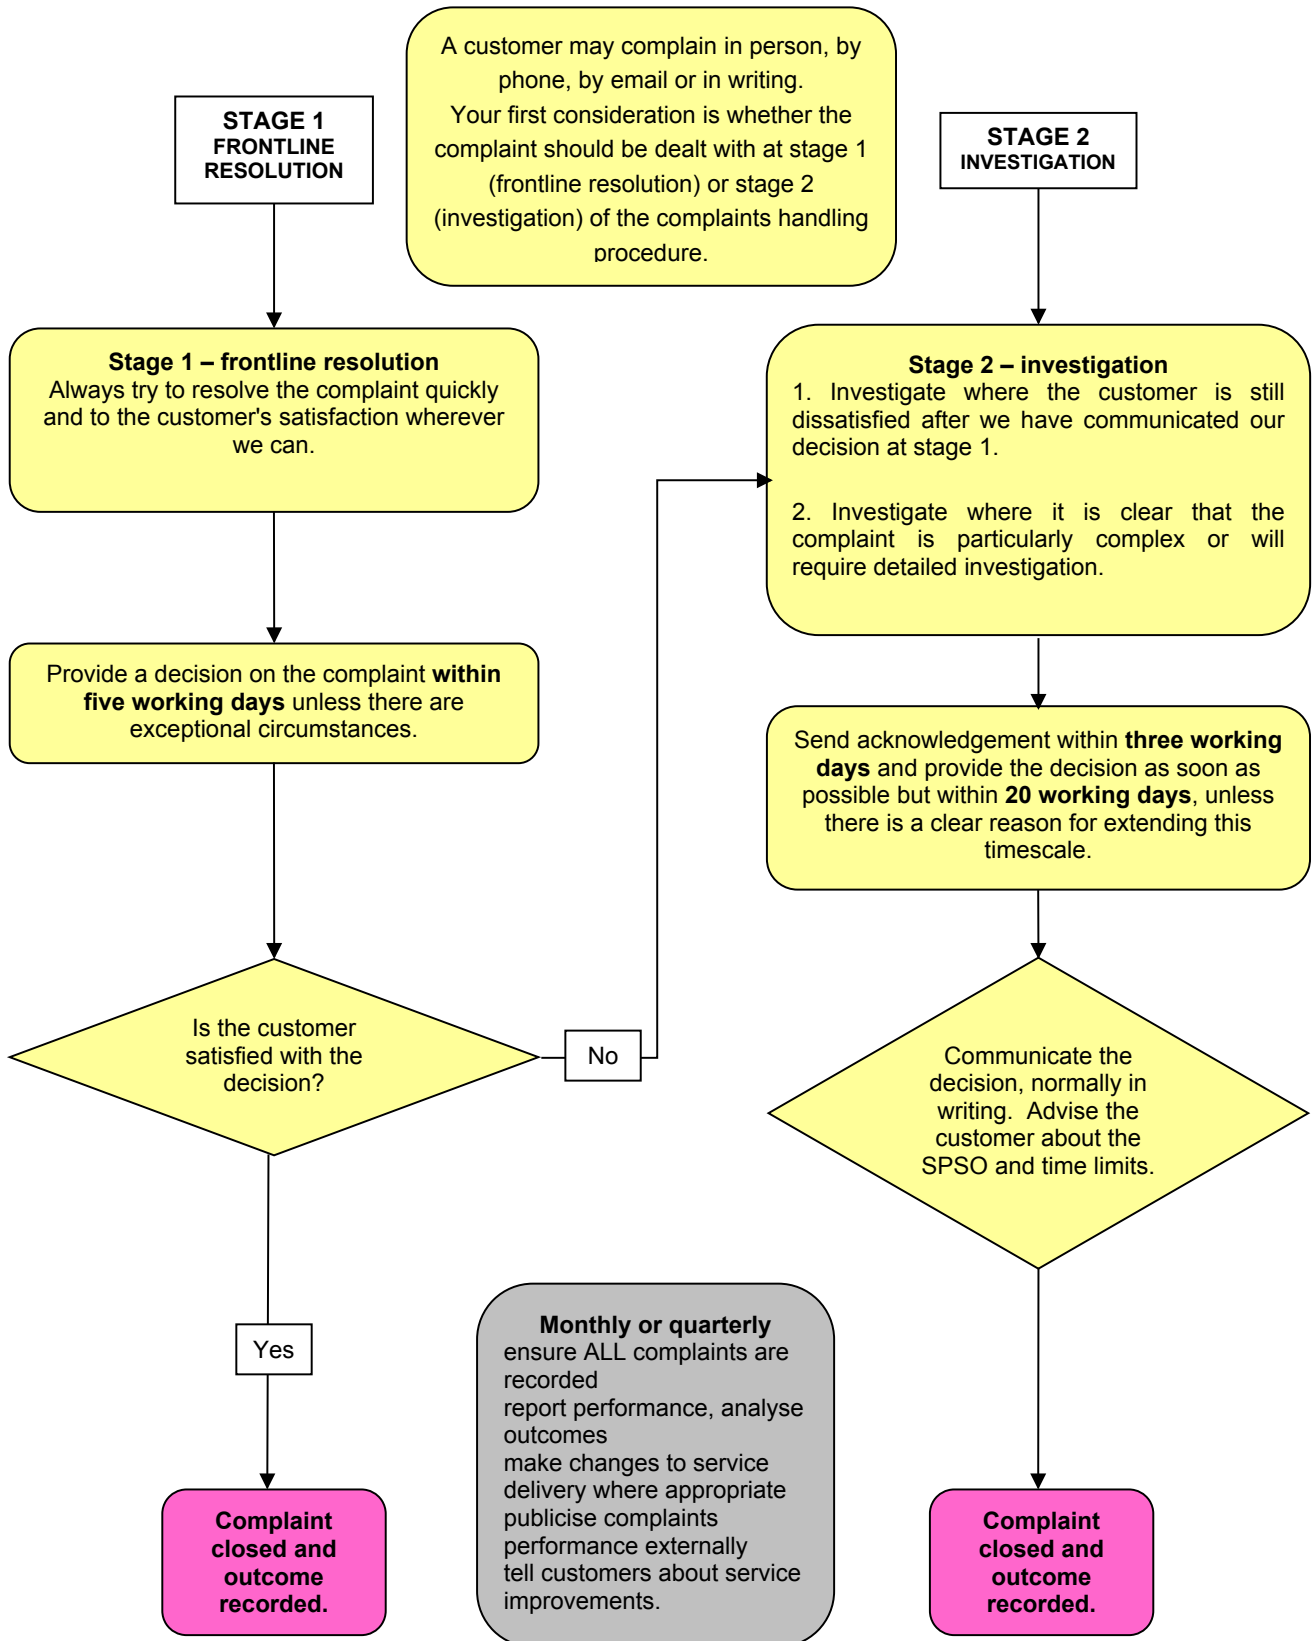 A customer may complain in person, by
phone, by email or in writing.
Your first consideration is whether the
complaint should be dealt with at stage 1
(frontline resolution) or stage 2
(investigation) of the complaints handling
procedure.
STAGE 1
FRONTLINE
RESOLUTION
STAGE 2
INVESTIGATION
Stage 1 – frontline resolution
Always try to resolve the complaint quickly
and to the customer's satisfaction wherever
we can.
Provide a decision on the complaint within
five working days unless there are
exceptional circumstances.
Is the customer
satisfied with the
decision?
No
Yes
Complaint
closed and
outcome
recorded.
Stage 2 – investigation
1. Investigate where the customer is still
dissatisfied after we have communicated our
decision at stage 1.
2. Investigate where it is clear that the
complaint is particularly complex or will
require detailed investigation.
Send acknowledgement within three working
days and provide the decision as soon as
possible but within 20 working days, unless
there is a clear reason for extending this
timescale.
Communicate the
decision, normally in
writing. Advise the
customer about the
SPSO and time limits.
Complaint
closed and
outcome
recorded.
Monthly or quarterly
ensure ALL complaints are
recorded
report performance, analyse
outcomes
make changes to service
delivery where appropriate
publicise complaints
performance externally
tell customers about service
improvements.